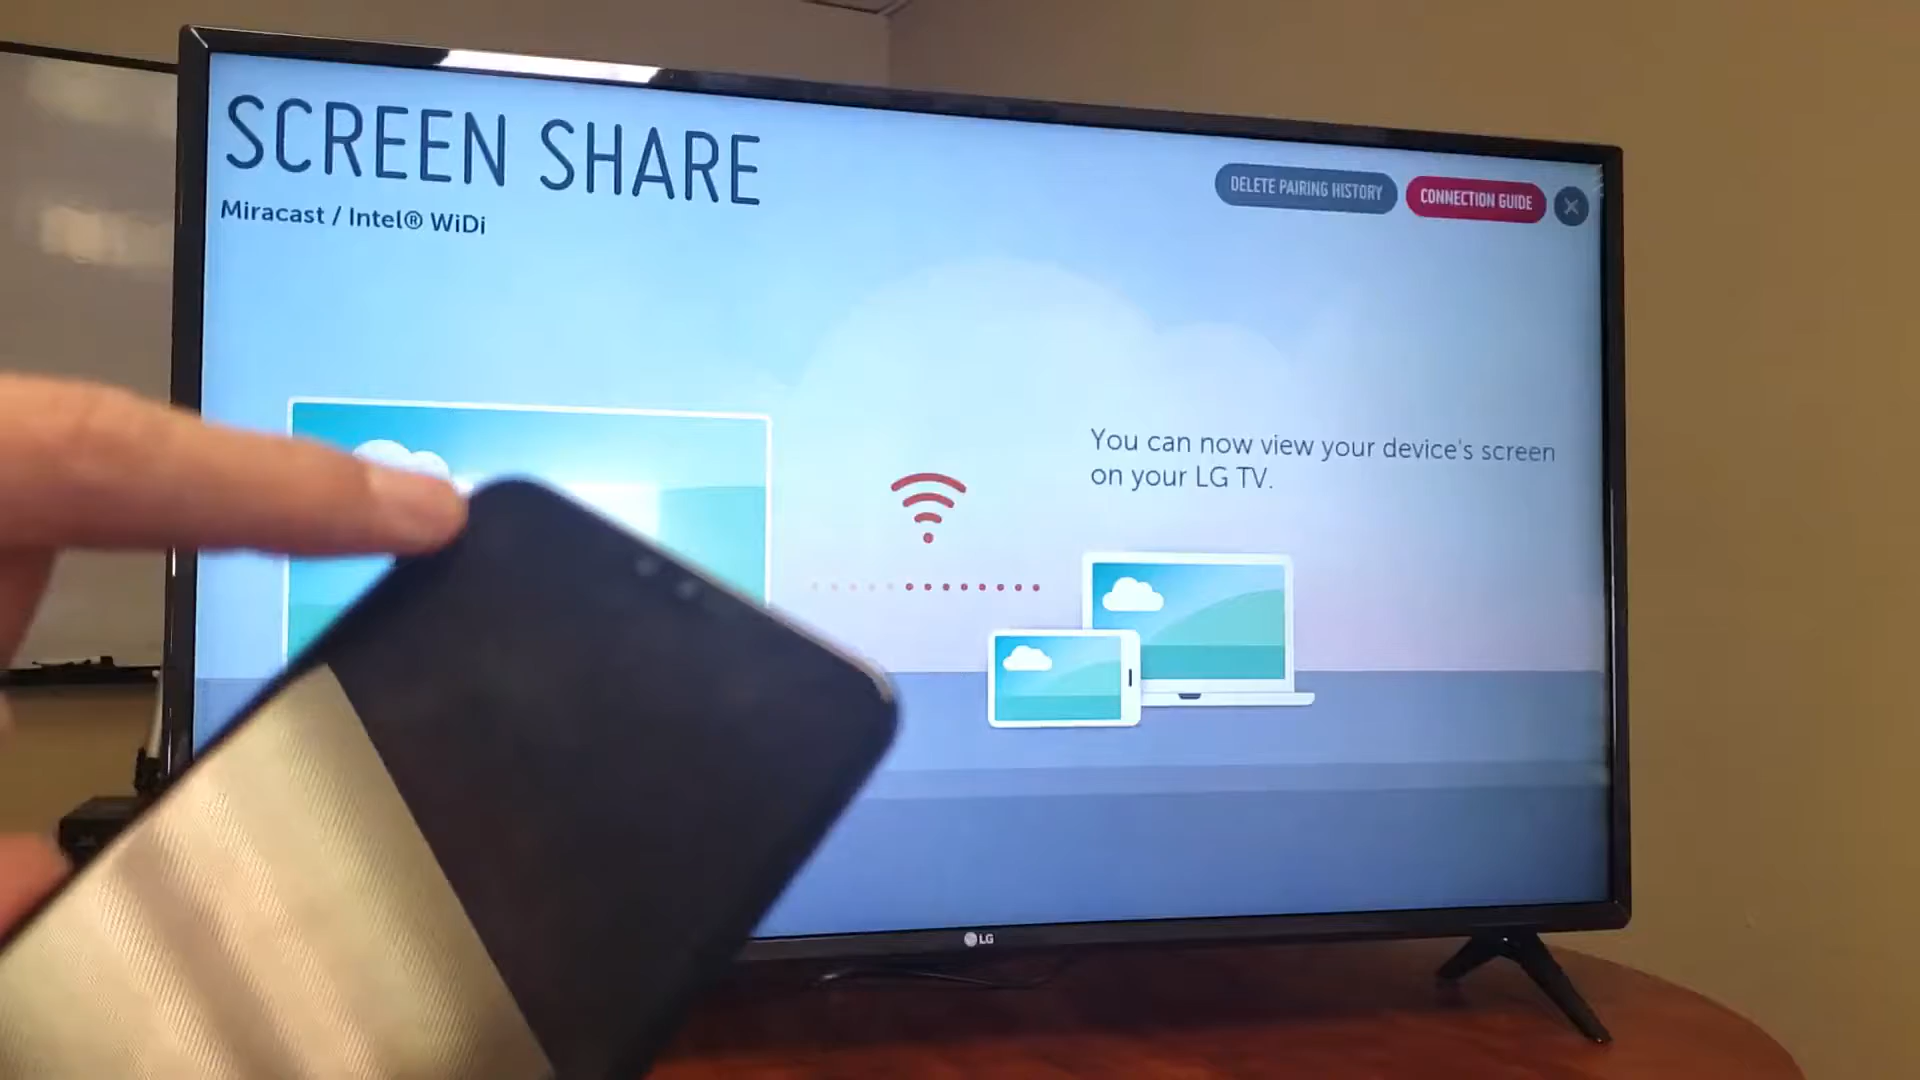 SCREEN SHARE
Miracast / Intel® WiDi
DELETE PAIRING HISTORY
CONNECTION GUIDE
You can now view your device's screen
on your LG TV.
LG